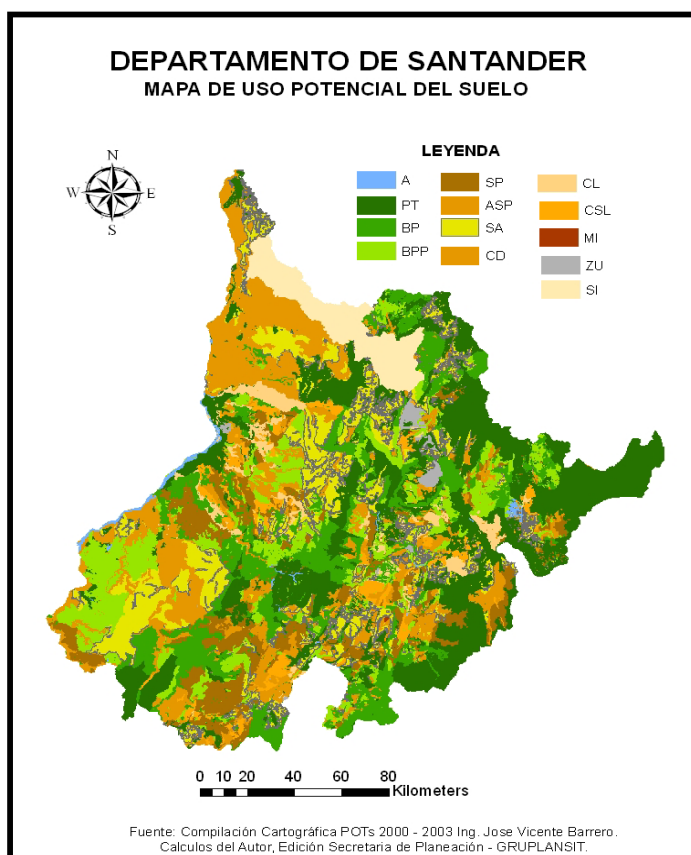 DEPARTAMENTO DE SANTANDER
MAPA DE USO POTENCIAL DEL SUELO
LEYENDA
N
W E
S
A
PT
BP
BPP
SP
ASP
SA
CD
CL
CSL
MI
ZU
SI
0 10 20 40 60 80
Kilometers
Fuente: Compilación Cartográfica POTs 2000 - 2003 Ing. Jose Vicente Barrero.
Calculos del Autor, Edición Secretaria de Planeación - GRUPLANSIT.